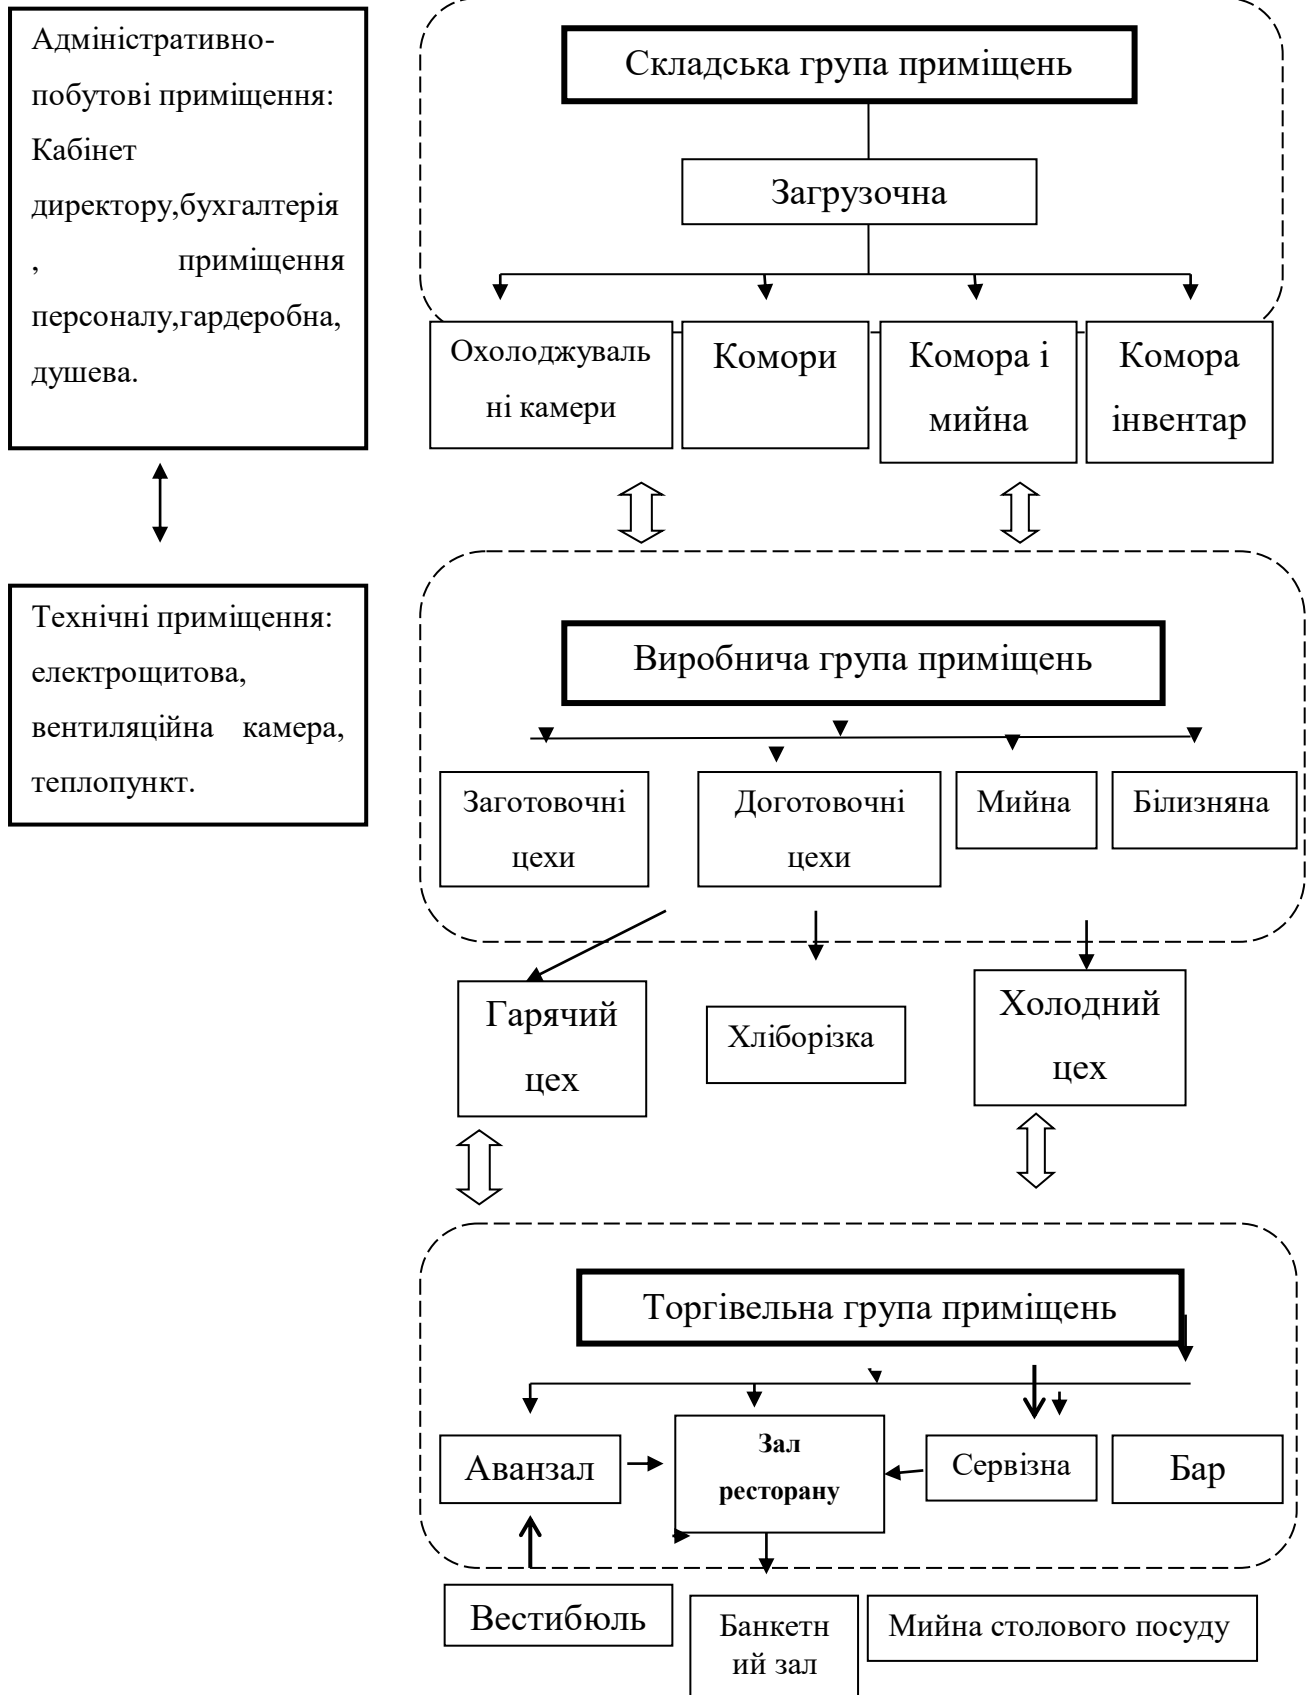 Адміністративно-
побутові приміщення:
Кабінет
директору,бухгалтерія
, приміщення
персоналу,гардеробна,
душева.
Технічні приміщення:
електрощитова,
вентиляційна камера,
теплопункт.
Складська група приміщень
Загрузочна
Охолоджуваль
ні камери
Комори
Комора і
мийна
Комора
інвентар
Виробнича група приміщень
Заготовочні
цехи
Доготовочні
цехи
Мийна
Білизняна
Гарячий
цех
Хліборізка
Холодний
цех
Торгівельна група приміщень
Аванзал
Зал
ресторану
Сервізна
Бар
Вестибюль
Банкетн
ий зал
Мийна столового посуду